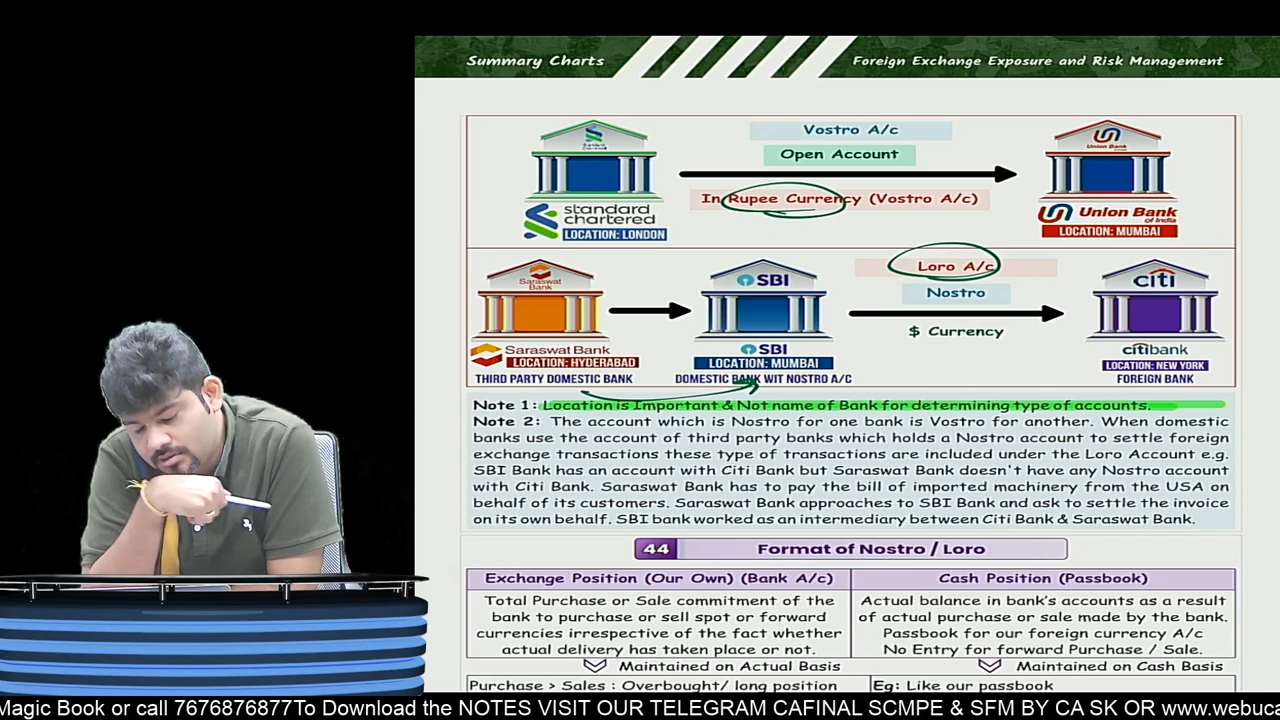 Summary Charts
Foreign Exchange Exposure and Risk Management
Vostro A/c
Open Account
In Rupee Currency (Vostro A/c)
Union Bank
standard
chartered
LOCATION: LONDON
Union Bank
of India
LOCATION: MUMBAI
Loro A/c
Nostro
$ Currency
Saraswat
Bank
SBI
citi
Saraswat Bank
LOCATION: HYDERABAD
THIRD PARTY DOMESTIC BANK
SBI
LOCATION: MUMBAI
DOMESTIC BANK WIT NOSTRO A/C
citibank
LOCATION: NEW YORK
FOREIGN BANK
Note 1: Location is Important & Not name of Bank for determining type of accounts.
Note 2: The account which is Nostro for one bank is Vostro for another. When domestic
banks use the account of third party banks which holds a Nostro account to settle foreign
exchange transactions these type of transactions are included under the Loro Account e.g.
SBI Bank has an account with Citi Bank but Saraswat Bank doesn't have any Nostro account
with Citi Bank. Saraswat Bank has to pay the bill of imported machinery from the USA on
behalf of its customers. Saraswat Bank approaches to SBI Bank and ask to settle the invoice
on its own behalf. SBI bank worked as an intermediary between Citi Bank & Saraswat Bank.
44 Format of Nostro / Loro
Exchange Position (Our Own) (Bank A/c)
Total Purchase or Sale commitment of the
bank to purchase or sell spot or forward
currencies irrespective of the fact whether
actual delivery has taken place or not.
Maintained on Actual Basis
Purchase > Sales : Overbought/ long position
Cash Position (Passbook)
Actual balance in bank's accounts as a result
of actual purchase or sale made by the bank.
Passbook for our foreign currency A/c
No Entry for forward Purchase / Sale.
Maintained on Cash Basis
Eg: Like our passbook
Magic Book or call 7676876877To Download the NOTES VISIT OUR TELEGRAM CAFINAL SCMPE & SFM BY CA SK OR www.webuca